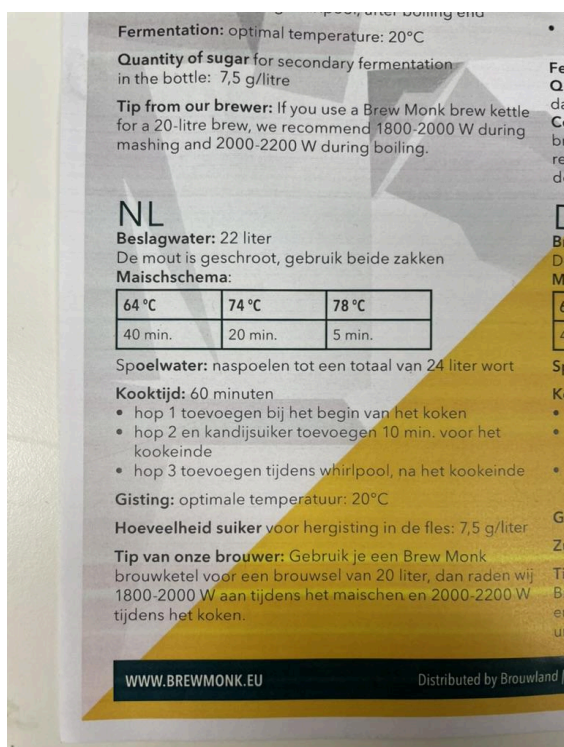 pool, after boiling end
Fermentation: optimal temperature: 20°C
Quantity of sugar for secondary fermentation
in the bottle: 7,5 g/litre
Tip from our brewer: If you use a Brew Monk brew kettle
for a 20-litre brew, we recommend 1800-2000 W during
mashing and 2000-2200 W during boiling.
NL
Beslagwater: 22 liter
De mout is geschroot, gebruik beide zakken
Maischschema:
64 °C 74 °C 78 °C
40 min. 20 min. 5 min.
Spoelwater: naspoelen tot een totaal van 24 liter wort
Kooktijd: 60 minuten
• hop 1 toevoegen bij het begin van het koken
• hop 2 en kandijsuiker toevoegen 10 min. voor het
kookeinde
• hop 3 toevoegen tijdens whirlpool, na het kookeinde
Gisting: optimale temperatuur: 20°C
Hoeveelheid suiker voor hergisting in de fles: 7,5 g/liter
Tip van onze brouwer: Gebruik je een Brew Monk
brouwketel voor een brouwsel van 20 liter, dan raden wij
1800-2000 W aan tijdens het maischen en 2000-2200 W
tijdens het koken.
WWW.BREWMONK.EU
Distributed by Brouwland